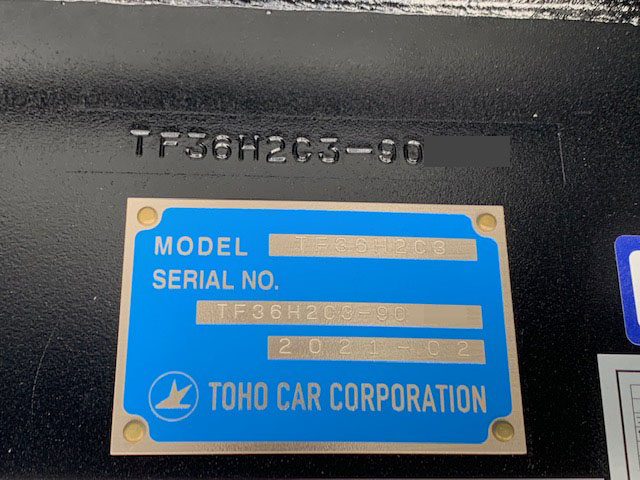 TF36H2C3-90
MODEL TF36H2C3
SERIAL NO.
TF36H2C3-90
2021-02
TOHO CAR CORPORATION